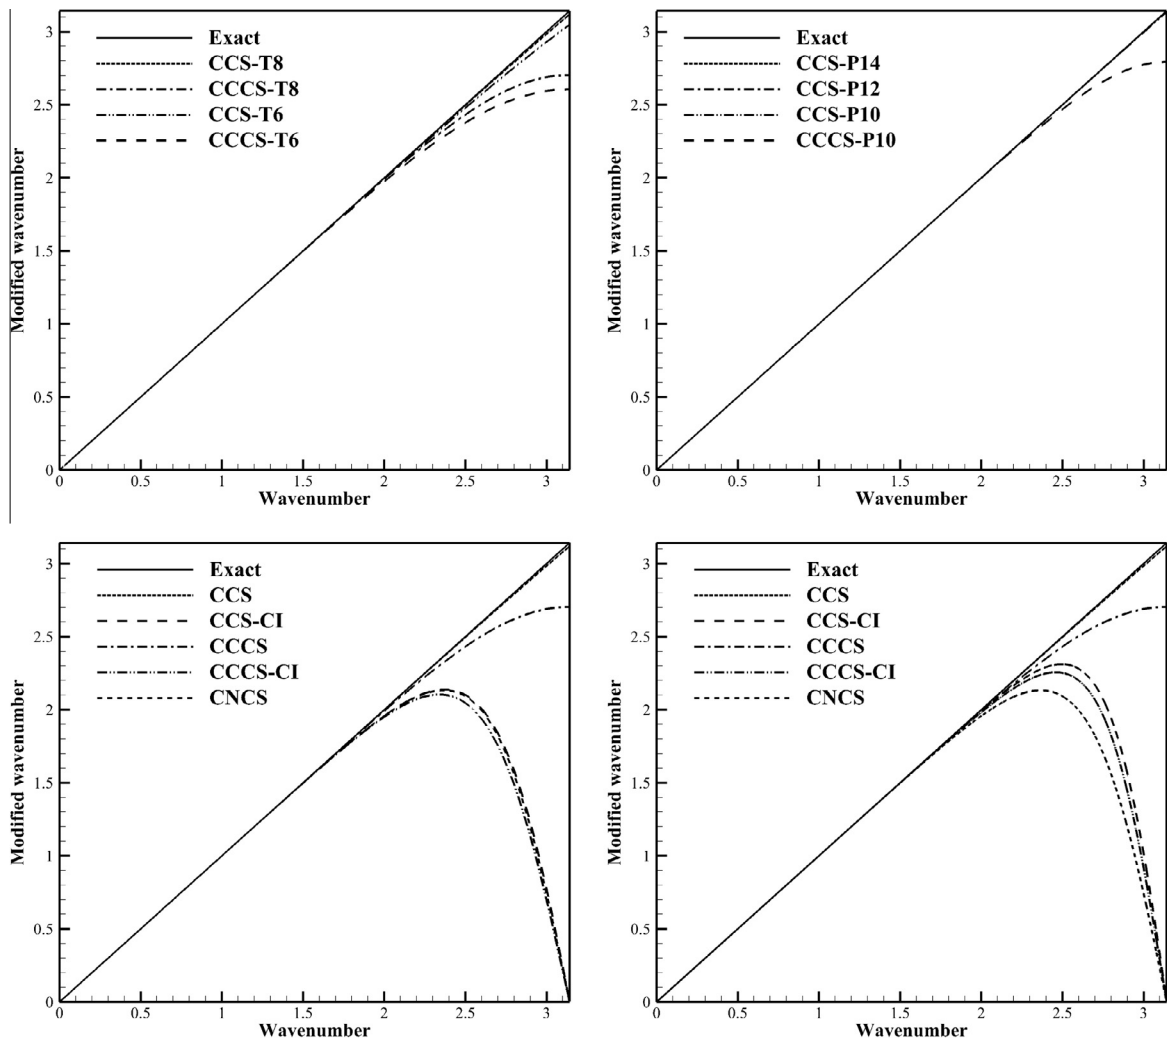 3
2.5
2
1.5
1
0.5
0
Modified wavenumber
Exact
CCS-T8
CCCS-T8
CCS-T6
CCCS-T6
0 0.5 1 1.5 2 2.5 3
Wavenumber
3
2.5
2
1.5
1
0.5
0
Modified wavenumber
Exact
CCS-P14
CCS-P12
CCS-P10
CCCS-P10
0 0.5 1 1.5 2 2.5 3
Wavenumber
3
2.5
2
1.5
1
0.5
0
Modified wavenumber
Exact
CCS
CCS-CI
CCCS
CCCS-CI
CNCS
0 0.5 1 1.5 2 2.5 3
Wavenumber
3
2.5
2
1.5
1
0.5
0
Modified wavenumber
Exact
CCS
CCS-CI
CCCS
CCCS-CI
CNCS
0 0.5 1 1.5 2 2.5 3
Wavenumber